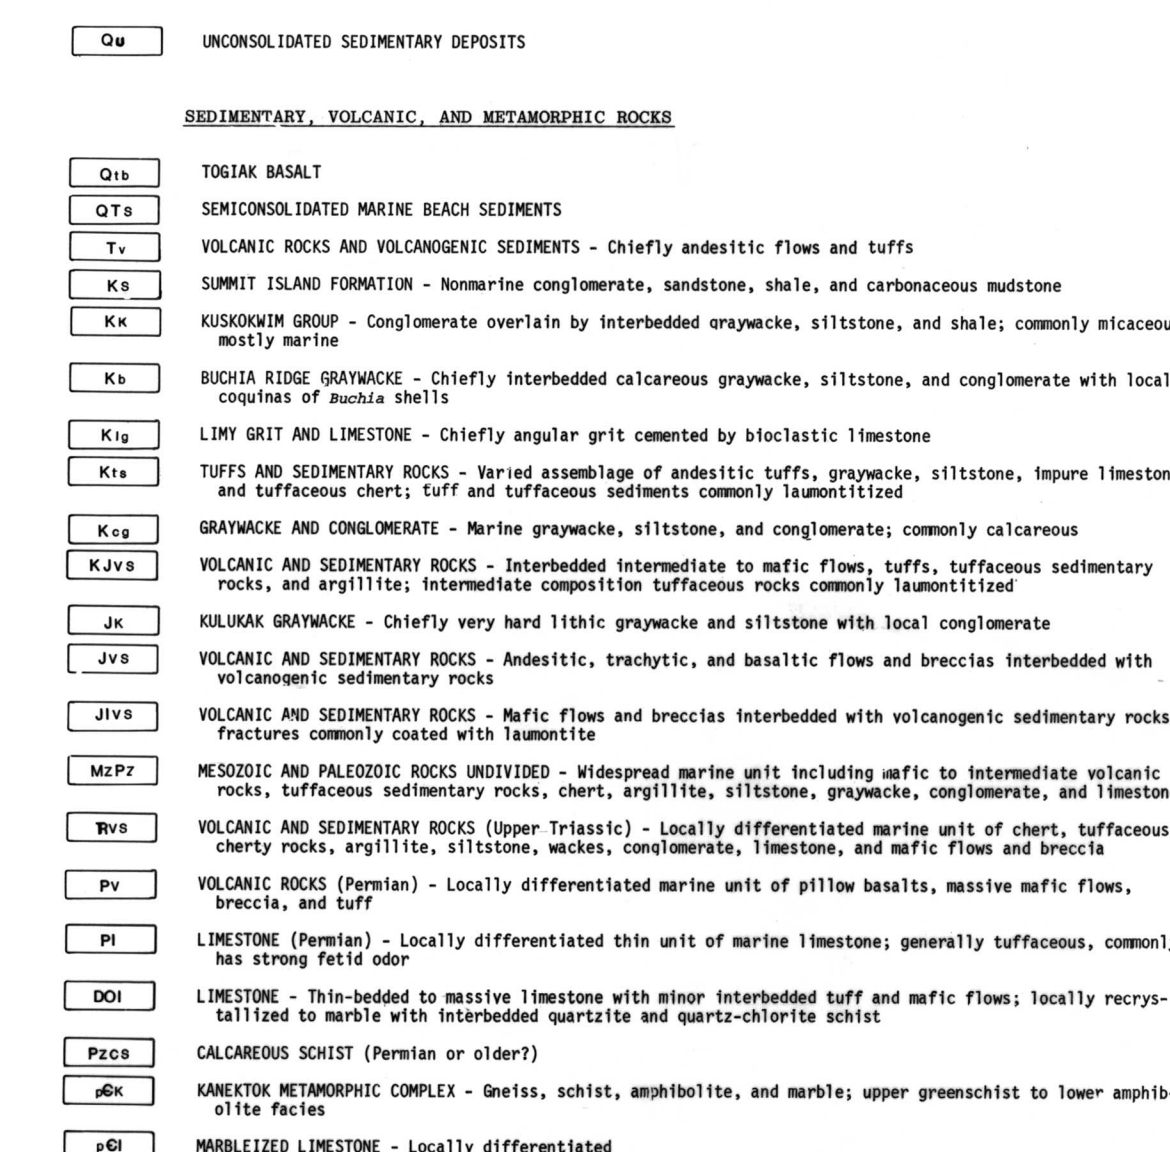 Qu UNCONSOLIDATED SEDIMENTARY DEPOSITS
SEDIMENTARY, VOLCANIC, AND METAMORPHIC ROCKS
Qtb TOGIAK BASALT
QTs SEMICONSOLIDATED MARINE BEACH SEDIMENTS
Tv VOLCANIC ROCKS AND VOLCANOGENIC SEDIMENTS - Chiefly andesitic flows and tuffs
Ks SUMMIT ISLAND FORMATION - Nonmarine conglomerate, sandstone, shale, and carbonaceous mudstone
Kk KUSKOKWIM GROUP - Conglomerate overlain by interbedded graywacke, siltstone, and shale; commonly micaceou
mostly marine
Kb BUCHIA RIDGE GRAYWACKE - Chiefly interbedded calcareous graywacke, siltstone, and conglomerate with local
coquinas of Buchia shells
Klg LIMY GRIT AND LIMESTONE - Chiefly angular grit cemented by bioclastic limestone
Kts TUFFS AND SEDIMENTARY ROCKS - Varied assemblage of andesitic tuffs, graywacke, siltstone, impure limeston
and tuffaceous chert; tuff and tuffaceous sediments commonly laumontitized
Kcg GRAYWACKE AND CONGLOMERATE - Marine graywacke, siltstone, and conglomerate; commonly calcareous
KJvs VOLCANIC AND SEDIMENTARY ROCKS - Interbedded intermediate to mafic flows, tuffs, tuffaceous sedimentary
rocks, and argillite; intermediate composition tuffaceous rocks commonly laumontitized
Jk KULUKAK GRAYWACKE - Chiefly very hard lithic graywacke and siltstone with local conglomerate
Jvs VOLCANIC AND SEDIMENTARY ROCKS - Andesitic, trachytic, and basaltic flows and breccias interbedded with
volcanogenic sedimentary rocks
Jlvs VOLCANIC AND SEDIMENTARY ROCKS - Mafic flows and breccias interbedded with volcanogenic sedimentary rocks
fractures commonly coated with laumontite
MzPz MESOZOIC AND PALEOZOIC ROCKS UNDIVIDED - Widespread marine unit including mafic to intermediate volcanic
rocks, tuffaceous sedimentary rocks, chert, argillite, siltstone, graywacke, conglomerate, and limeston
Rvs VOLCANIC AND SEDIMENTARY ROCKS (Upper Triassic) - Locally differentiated marine unit of chert, tuffaceous
cherty rocks, argillite, siltstone, wackes, conglomerate, limestone, and mafic flows and breccia
Pv VOLCANIC ROCKS (Permian) - Locally differentiated marine unit of pillow basalts, massive mafic flows,
breccia, and tuff
Pl LIMESTONE (Permian) - Locally differentiated thin unit of marine limestone; generally tuffaceous, commonl
has strong fetid odor
DOl LIMESTONE - Thin-bedded to massive limestone with minor interbedded tuff and mafic flows; locally recrys-
tallized to marble with interbedded quartzite and quartz-chlorite schist
Pzcs CALCAREOUS SCHIST (Permian or older?)
pЄk KANEKTOK METAMORPHIC COMPLEX - Gneiss, schist, amphibolite, and marble; upper greenschist to lower amphib-
olite facies
pЄl MARBLEIZED LIMESTONE - Locally differentiated